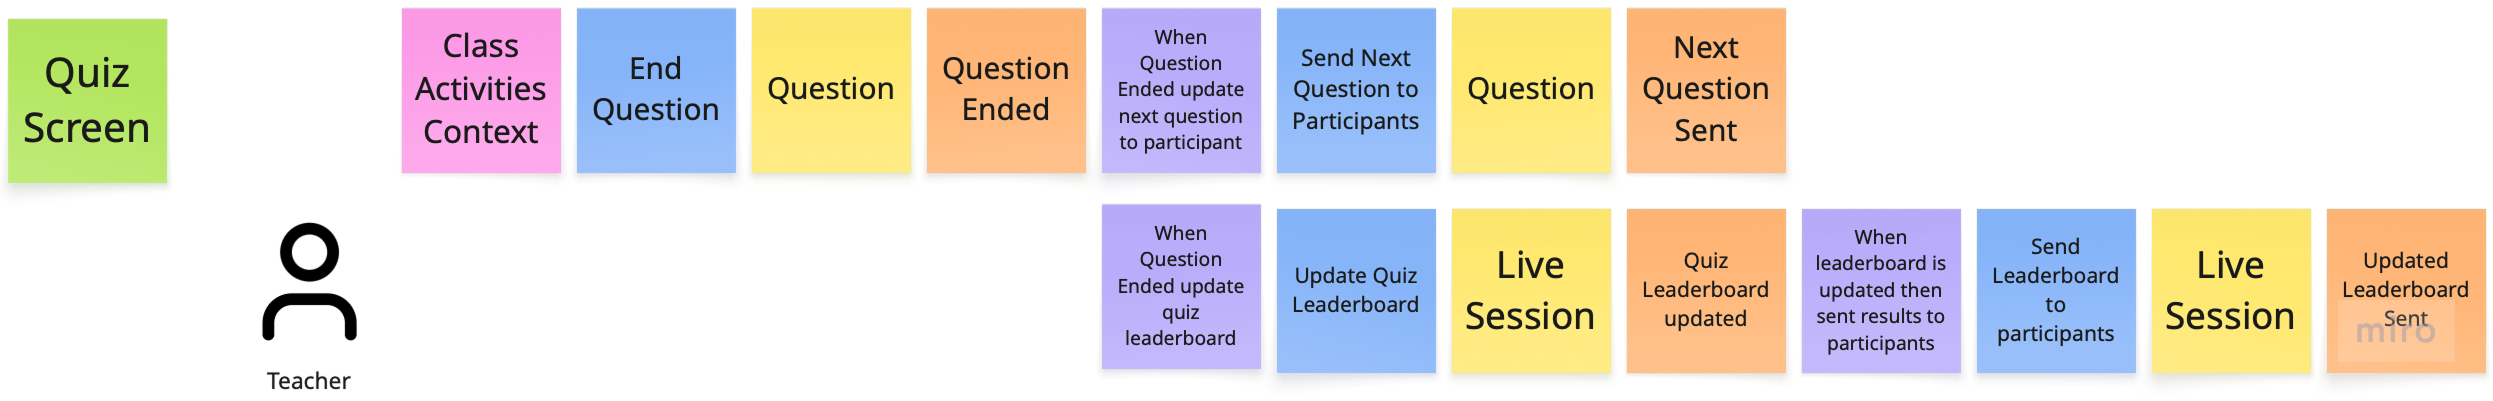 Quiz
Screen
Class
Activities
Context
End
Question
Question
Question
Ended
When
Question
Ended update
next question
to participant
Send Next
Question to
Participants
Question
Next
Question
Sent
Teacher
When
Question
Ended update
quiz
leaderboard
Update Quiz
Leaderboard
Live
Session
Quiz
Leaderboard
updated
When
leaderboard is
updated then
sent results to
participants
Send
Leaderboard
to
participants
Live
Session
Updated
Leaderboard
Sent
miro